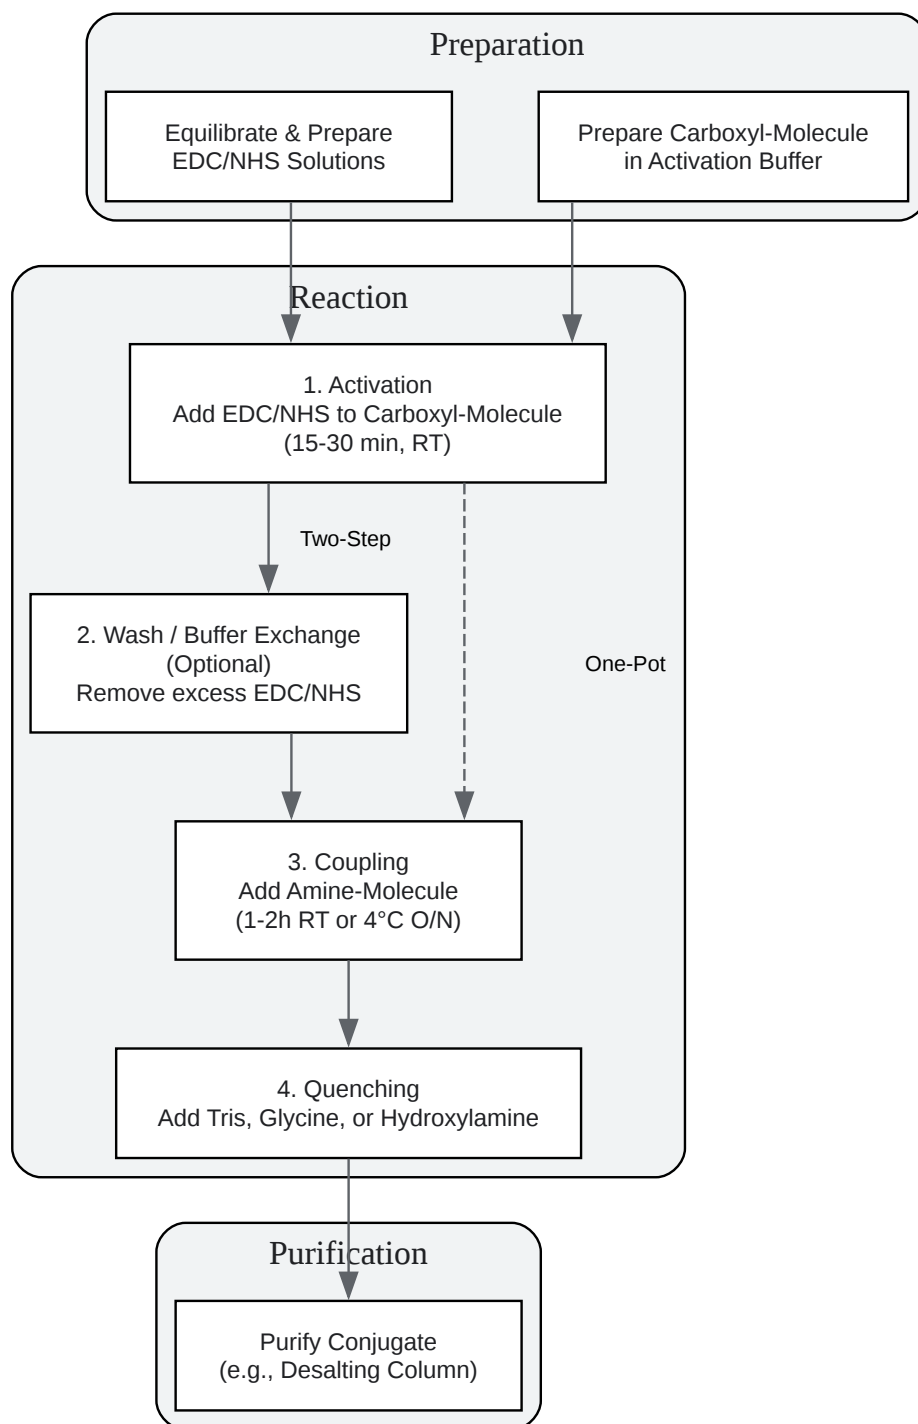 Preparation
Equilibrate & Prepare
EDC/NHS Solutions
Prepare Carboxyl-Molecule
in Activation Buffer
Reaction
1. Activation
Add EDC/NHS to Carboxyl-Molecule
(15-30 min, RT)
Two-Step
2. Wash / Buffer Exchange
(Optional)
Remove excess EDC/NHS
One-Pot
3. Coupling
Add Amine-Molecule
(1-2h RT or 4°C O/N)
4. Quenching
Add Tris, Glycine, or Hydroxylamine
Purification
Purify Conjugate
(e.g., Desalting Column)